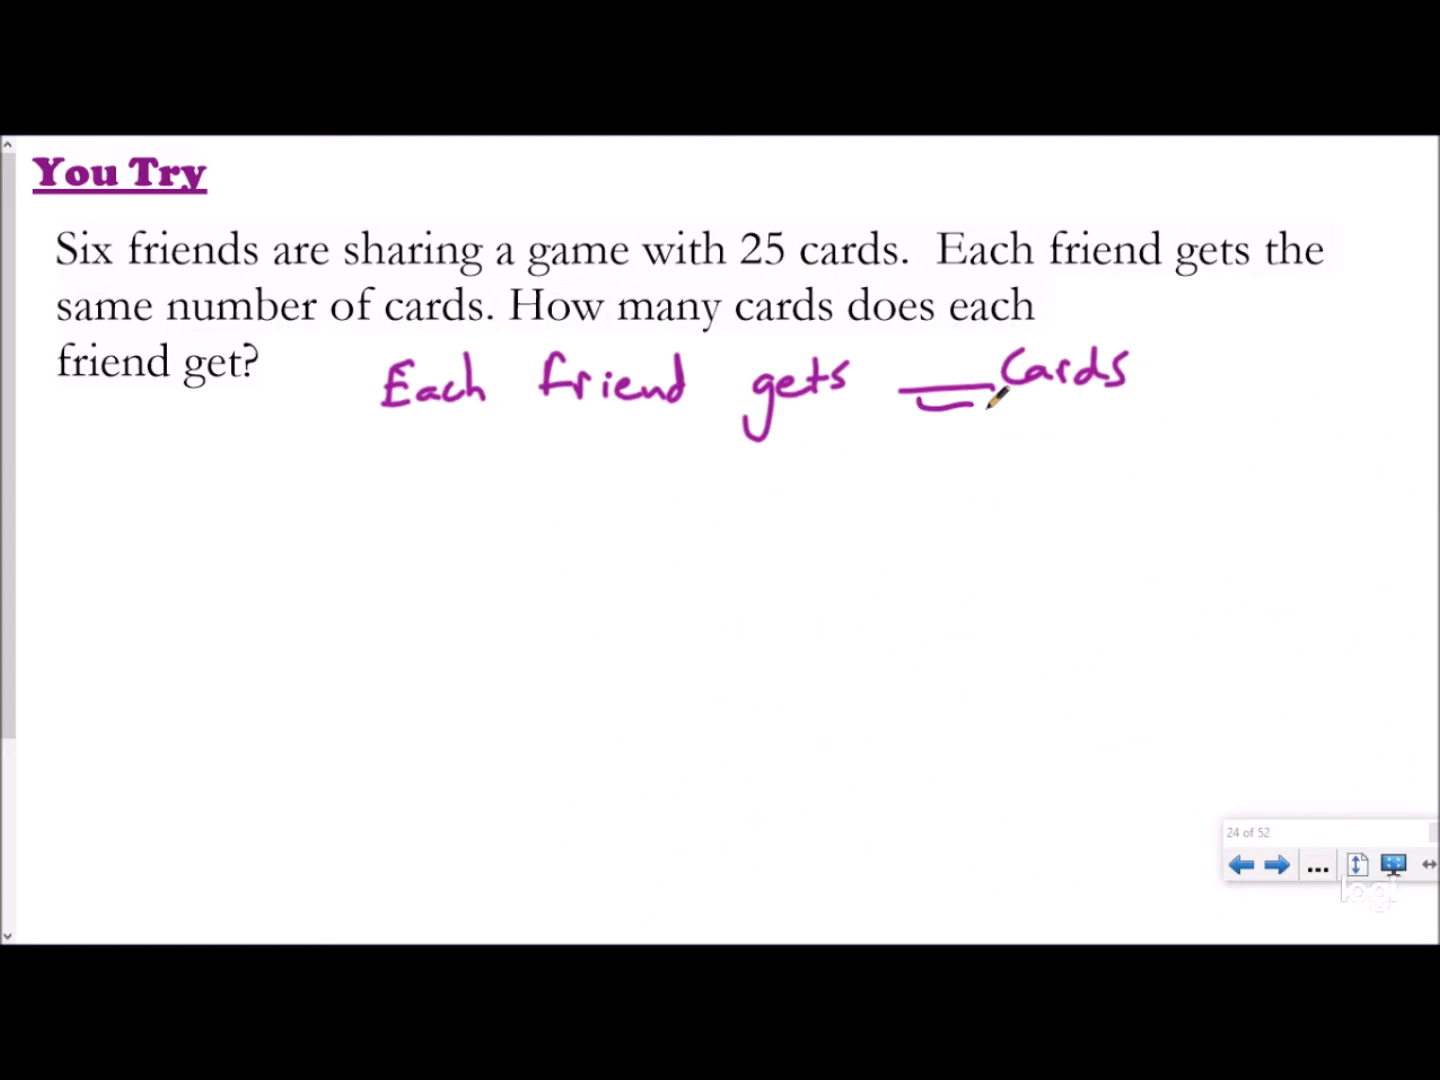 You Try
Six friends are sharing a game with 25 cards. Each friend gets the
same number of cards. How many cards does each
friend get?
Each friend gets __ cards
24 of 52
...
logi